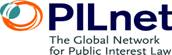 PILnet
The Global Network
for Public Interest Law